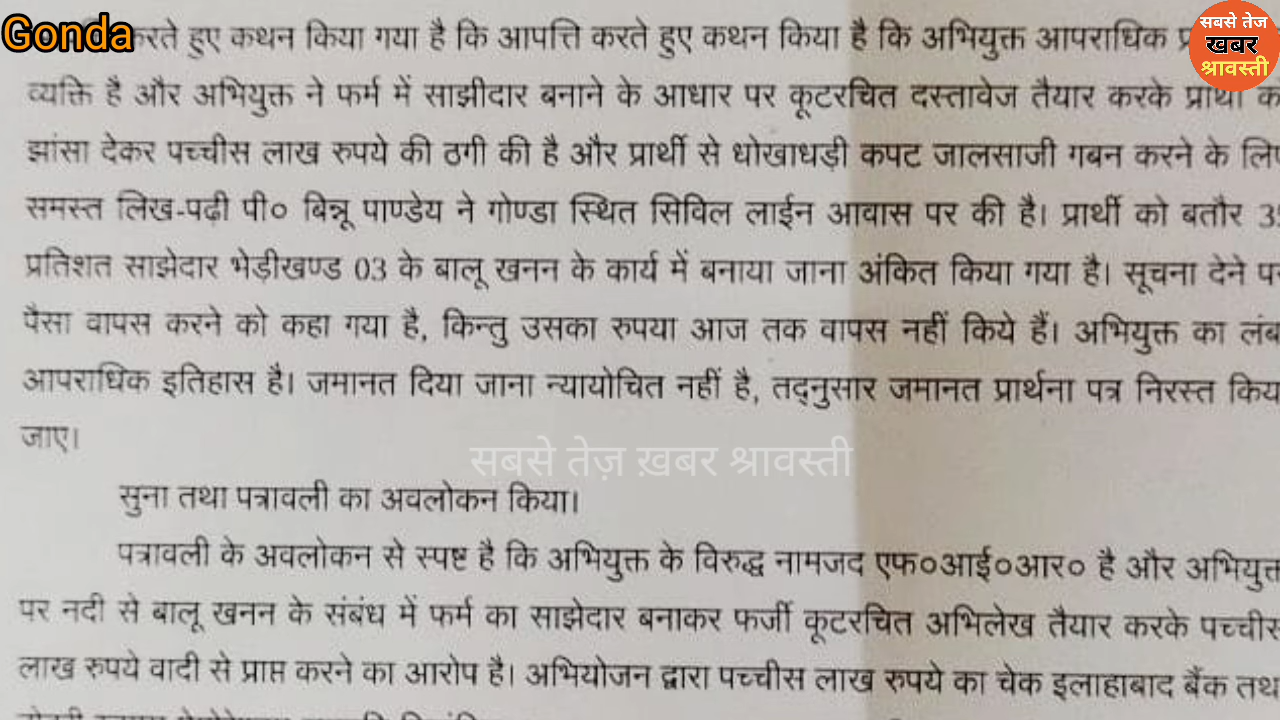 Gonda
सबसे तेज
खबर
श्रावस्ती
करते हुए कथन किया गया है कि आपत्ति करते हुए कथन किया है कि अभियुक्त आपराधिक
व्यक्ति है और अभियुक्त ने फर्म में साझीदार बनाने के आधार पर कूटरचित दस्तावेज तैयार करके
झांसा देकर पच्चीस लाख रुपये की ठगी की है और प्रार्थी से धोखाधड़ी कपट जालसाजी गबन करने के
समस्त लिख-पढ़ी पी० बिन्नू पाण्डेय ने गोण्डा स्थित सिविल लाईन आवास पर की है। प्रार्थी को बतौर
प्रतिशत साझेदार भेड़ीखण्ड 03 के बालू खनन के कार्य में बनाया जाना अंकित किया गया है। सूचना देने
पैसा वापस करने को कहा गया है, किन्तु उसका रुपया आज तक वापस नहीं किये हैं। अभियुक्त का
आपराधिक इतिहास है। जमानत दिया जाना न्यायोचित नहीं है, तद्नुसार जमानत प्रार्थना पत्र निरस्त
जाए।
सबसे तेज़ ख़बर श्रावस्ती
सुना तथा पत्रावली का अवलोकन किया।
पत्रावली के अवलोकन से स्पष्ट है कि अभियुक्त के विरुद्ध नामजद एफ०आई०आर० है और अभियुक्त
पर नदी से बालू खनन के संबंध में फर्म का साझेदार बनाकर फर्जी कूटरचित अभिलेख तैयार करके
लाख रुपये वादी से प्राप्त करने का आरोप है। अभियोजन द्वारा पच्चीस लाख रुपये का चेक इलाहाबाद बैंक